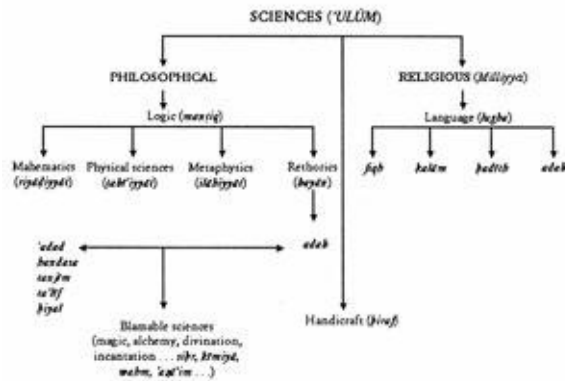 SCIENCES ('ULŪM)
PHILOSOPHICAL
RELIGIOUS (Milliyya)
Logic (manṭiq)
Language (lugha)
Mahematics
(riyāḍiyyāt)
Physical sciences
(ṭabī'iyyāt)
Metaphysics
(ilāhiyyāt)
Rethorics
(bayān)
fiqh
kalām
ḥadīth
adab
'adad
handasa
tanjīm
ta'līf
ḥiyal
adab
Blamable sciences
(magic, alchemy, divination,
incantation . . . siḥr, kīmiyā,
. . . )
Handicraft (ḥiraf)